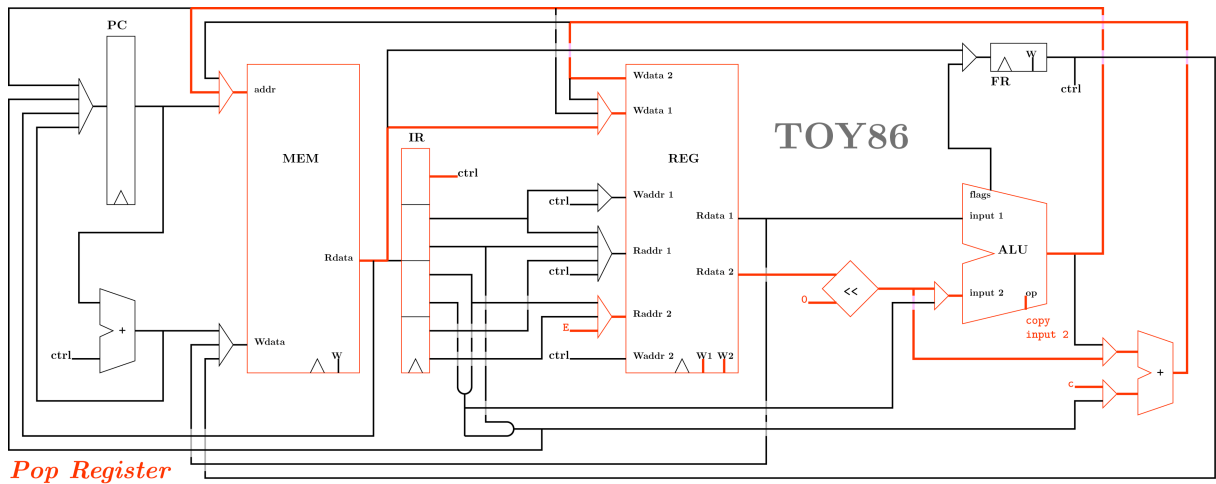 PC
W
FR
ctrl
addr
Wdata 2
Wdata 1
TOY86
IR
MEM
REG
ctrl
ctrl
Waddr 1
flags
Rdata 1
input 1
Rdata
Raddr 1
ALU
ctrl
Rdata 2
<<
input 2
op
0
E
Raddr 2
copy
input 2
+
Wdata
ctrl
W
ctrl
Waddr 2
W1 W2
+
c
Pop Register